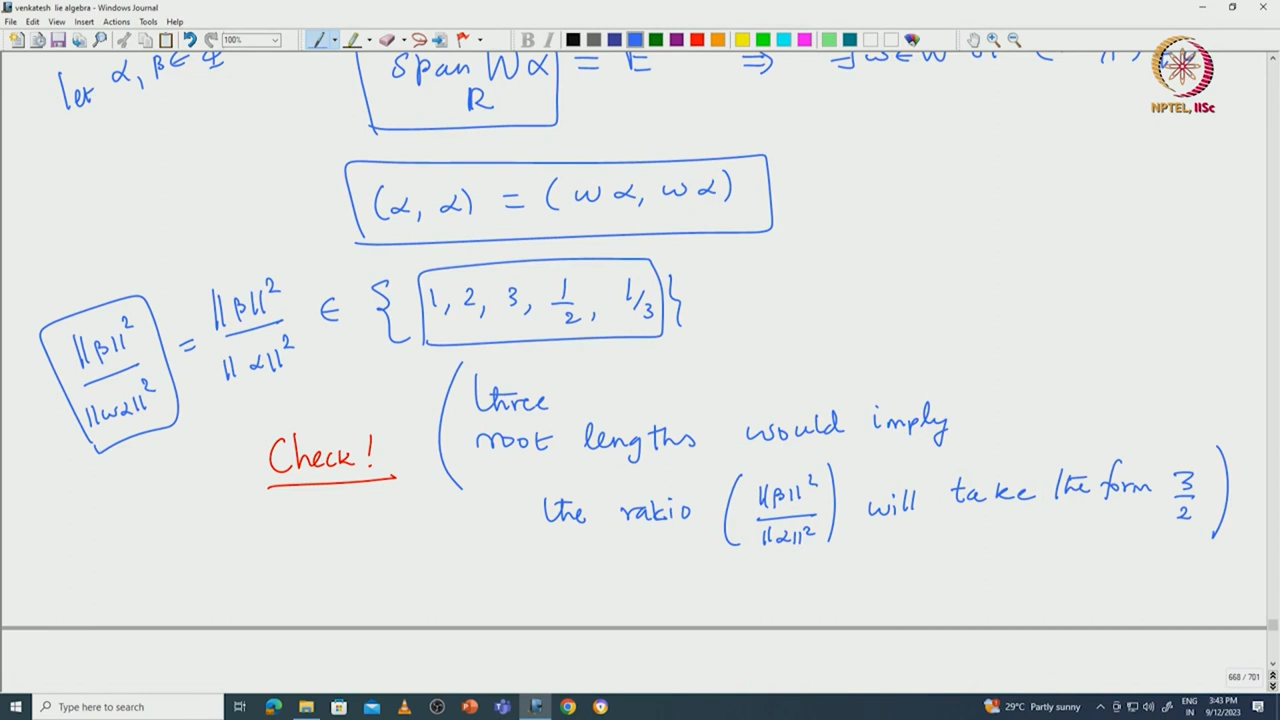 venkatesh lie algebra - Windows Journal
File Edit View Insert Actions Tools Help
100%
B I
let α, β ∈ Φ
Span Wα = E ⇒ ∃ w ∈ W
R
NPTEL, IISc
(α, α) = (wα, wα)
||β||² / ||wα||² = ||β||² / ||α||² ∈ { 1, 2, 3, 1/2, 1/3 }
Check!
( three
root lengths would imply
the ratio ( ||β||² / ||α||² ) will take the form 3/2 )
668 / 701
Type here to search
29°C Partly sunny
ENG
IN
3:43 PM
9/12/2023